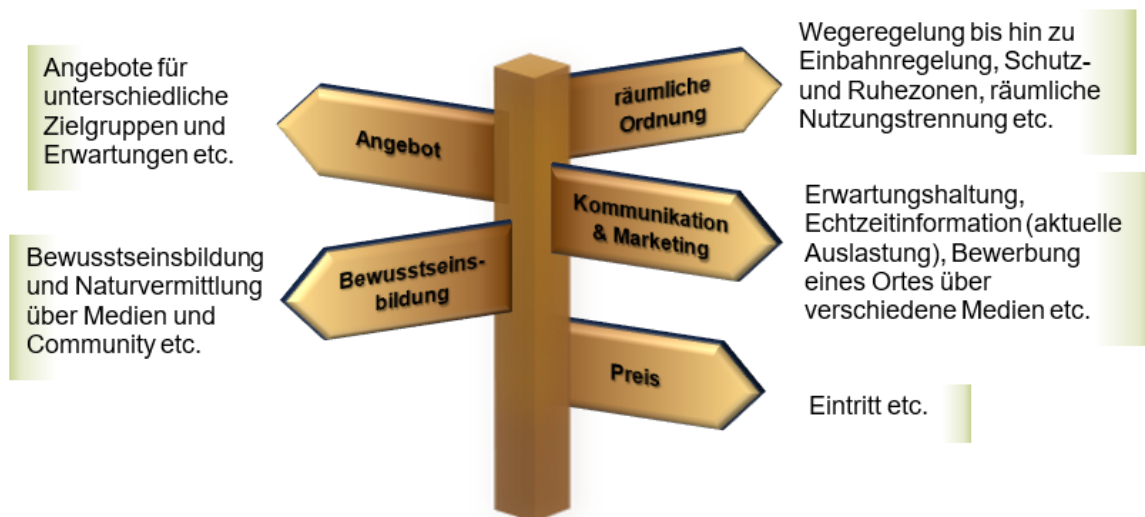 Angebote für
unterschiedliche
Zielgruppen und
Erwartungen etc.
Angebot
räumliche
Ordnung
Wegeregelung bis hin zu
Einbahnregelung, Schutz-
und Ruhezonen, räumliche
Nutzungstrennung etc.
Kommunikation
& Marketing
Erwartungshaltung,
Echtzeitinformation (aktuelle
Auslastung), Bewerbung
eines Ortes über
verschiedene Medien etc.
Bewusstseinsbildung
und Naturvermittlung
über Medien und
Community etc.
Bewusstseins-
bildung
Preis
Eintritt etc.